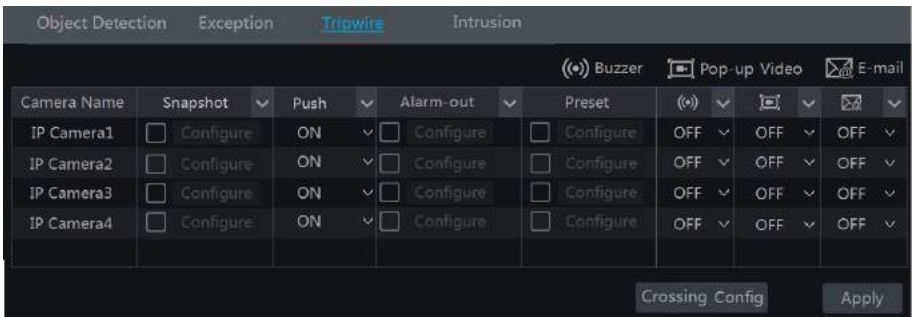 Object Detection Exception Tripwire Intrusion
Buzzer Pop-up Video E-mail
Camera Name Snapshot Push Alarm-out Preset
IP Camera1 Configure ON Configure Configure OFF OFF OFF
IP Camera2 Configure ON Configure Configure OFF OFF OFF
IP Camera3 Configure ON Configure Configure OFF OFF OFF
IP Camera4 Configure ON Configure Configure OFF OFF OFF
Crossing Config Apply